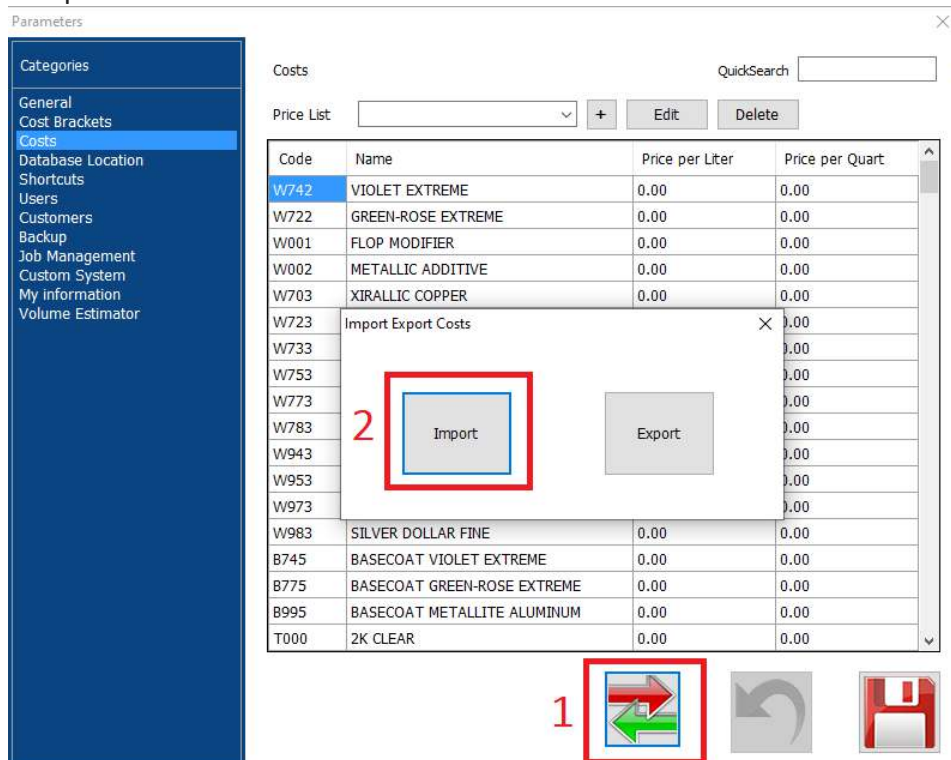 Parameters
Categories
General
Cost Brackets
Costs
Database Location
Shortcuts
Users
Customers
Backup
Job Management
Custom System
My information
Volume Estimator
Costs QuickSearch
Price List + Edit Delete
Code Name Price per Liter Price per Quart
W742 VIOLET EXTREME 0.00 0.00
W722 GREEN-ROSE EXTREME 0.00 0.00
W001 FLOP MODIFIER 0.00 0.00
W002 METALLIC ADDITIVE 0.00 0.00
W703 XIRALLIC COPPER 0.00 0.00
W723
W733
W753
W773
W783
W943
W953
W973
Import Export Costs
2 Import Export
W983 SILVER DOLLAR FINE 0.00 0.00
B745 BASECOAT VIOLET EXTREME 0.00 0.00
B775 BASECOAT GREEN-ROSE EXTREME 0.00 0.00
B995 BASECOAT METALLITE ALUMINUM 0.00 0.00
T000 2K CLEAR 0.00 0.00
1